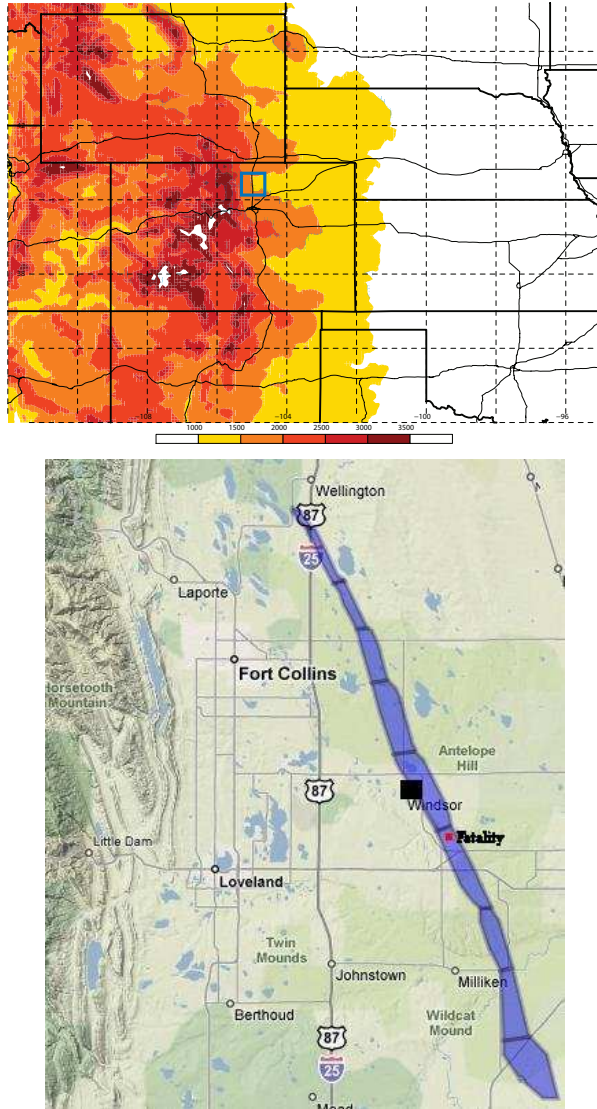 −108
−104
−100
−96
1000 1500 2000 2500 3000 3500
Wellington
87
25
Laporte
Fort Collins
Horsetooth
Mountain
Antelope
Hill
87
Windsor
Fatality
Little Dam
Loveland
Twin
Mounds
Johnstown
Milliken
Berthoud
Wildcat
Mound
87
25
Mead